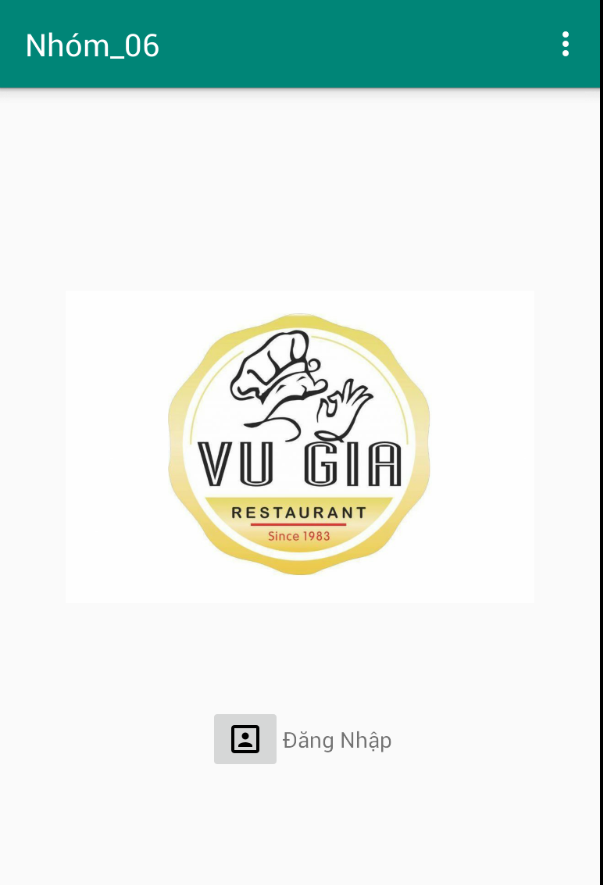 Nhóm_06
VU GIA
RESTAURANT
Since 1983
Đăng Nhập